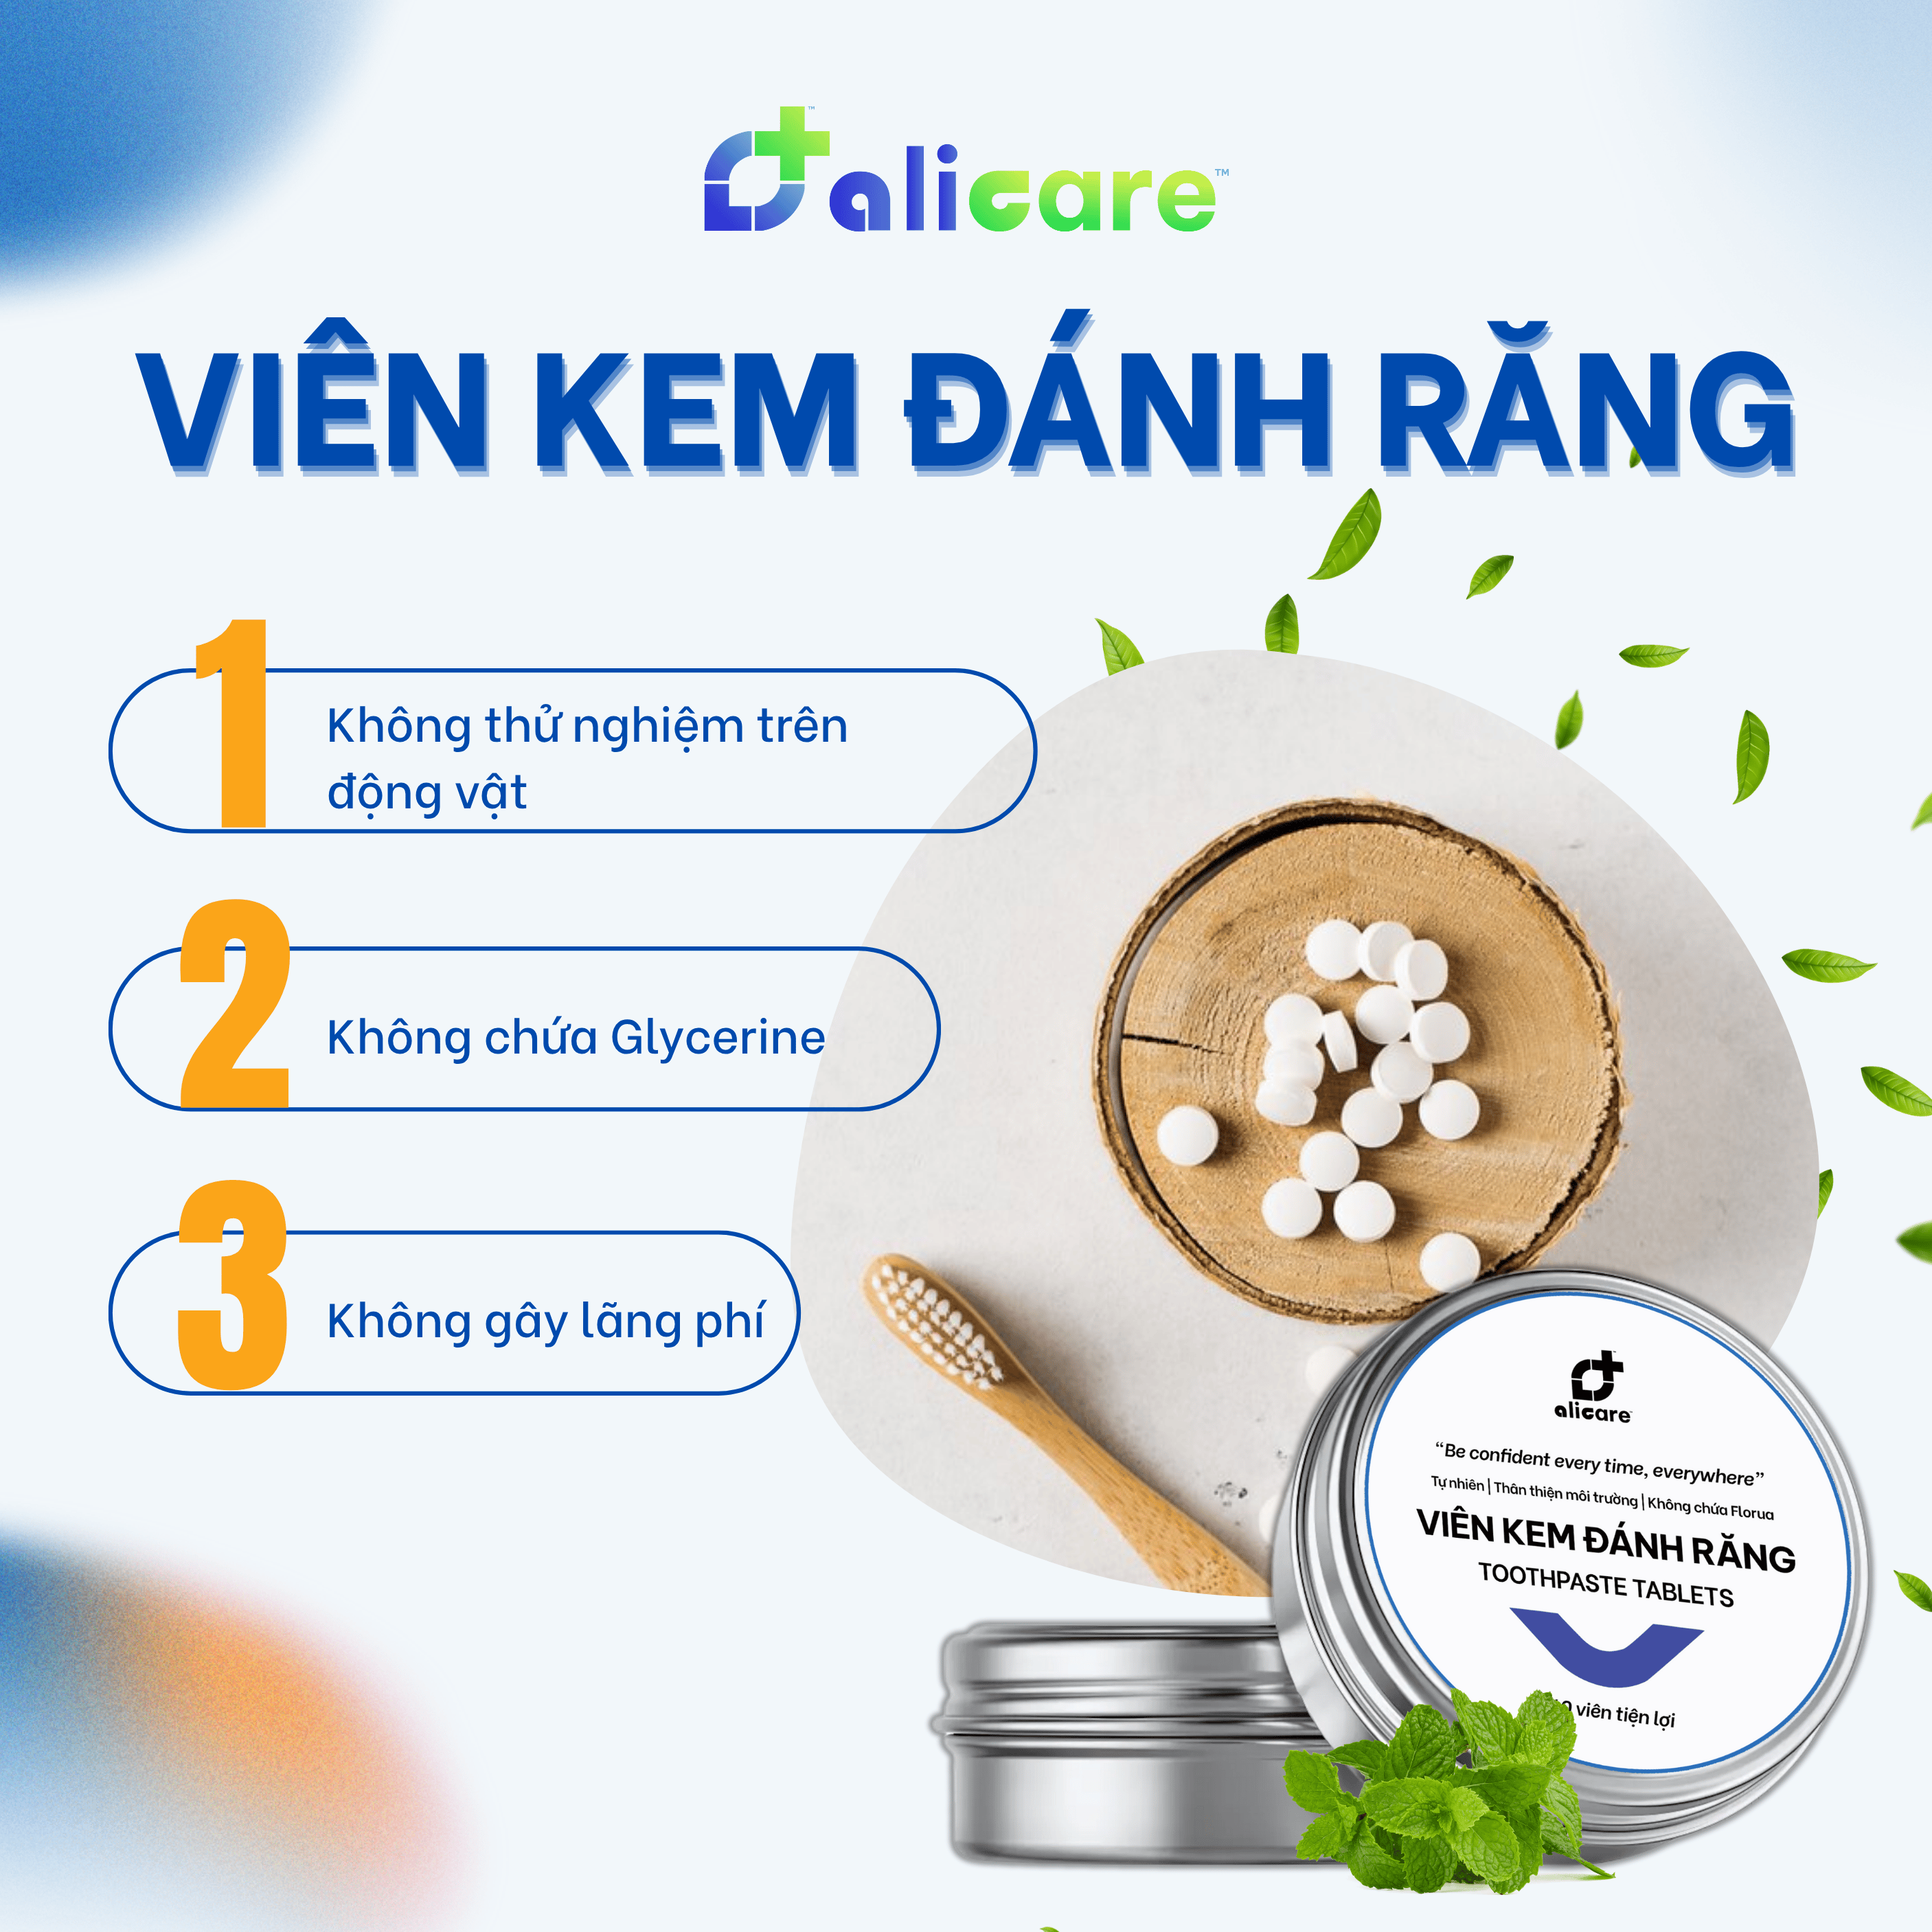 alicare™
VIÊN KEM ĐÁNH RĂNG
1
Không thử nghiệm trên
động vật
2
Không chứa Glycerine
3
Không gây lãng phí
alicare
“Be confident every time, everywhere”
Tự nhiên | Thân thiện môi trường | Không chứa Florua
VIÊN KEM ĐÁNH RĂNG
TOOTHPASTE TABLETS
viên tiện lợi